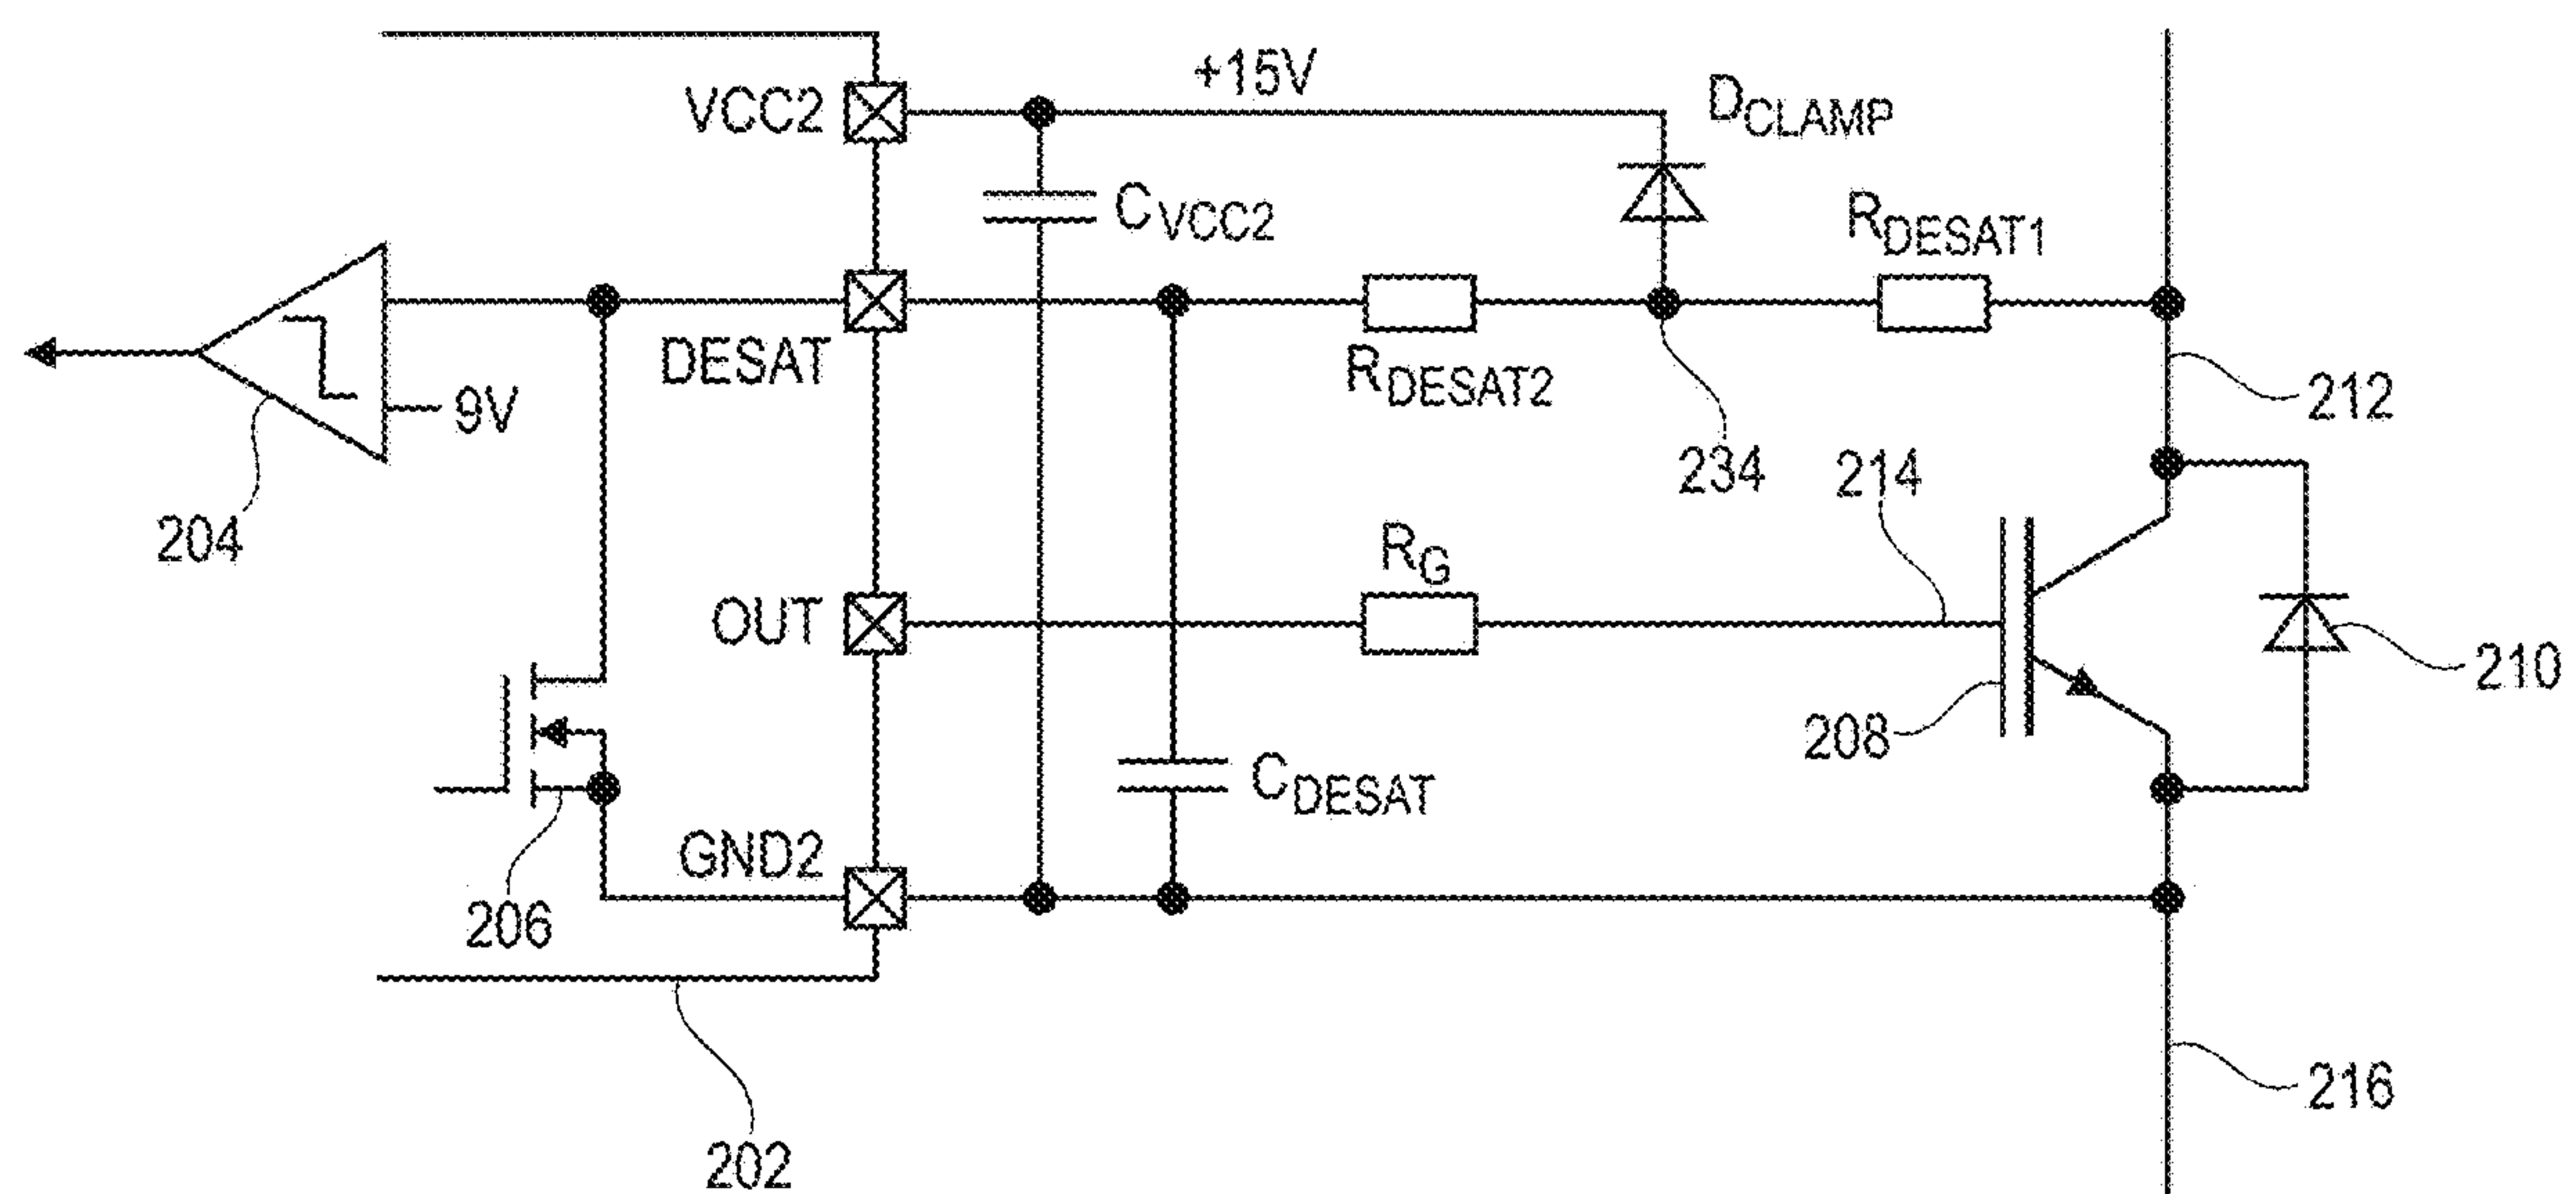 +15V
VCC2
DCLAMP
CVCC2
RDESAT1
DESAT
RDESAT2
9V
212
234
214
204
RG
OUT
210
208
CDESAT
GND2
206
216
202